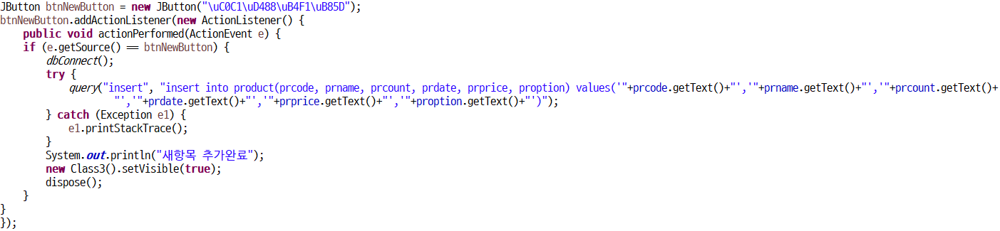 JButton btnNewButton = new JButton("\uC0C1\uD488\uB4F1\uB85D");
btnNewButton.addActionListener(new ActionListener() {
public void actionPerformed(ActionEvent e) {
if (e.getSource() == btnNewButton) {
dbConnect();
try {
query("insert", "insert into product(prcode, prname, prcount, prdate, prprice, proption) values('"+prcode.getText()+"','"+prname.getText()+"','"+prcount.getText()+
"','"+prdate.getText()+"','"+prprice.getText()+"','"+proption.getText()+"')");
} catch (Exception e1) {
e1.printStackTrace();
}
System.out.println("새항목 추가완료");
new Class3().setVisible(true);
dispose();
}
}
});